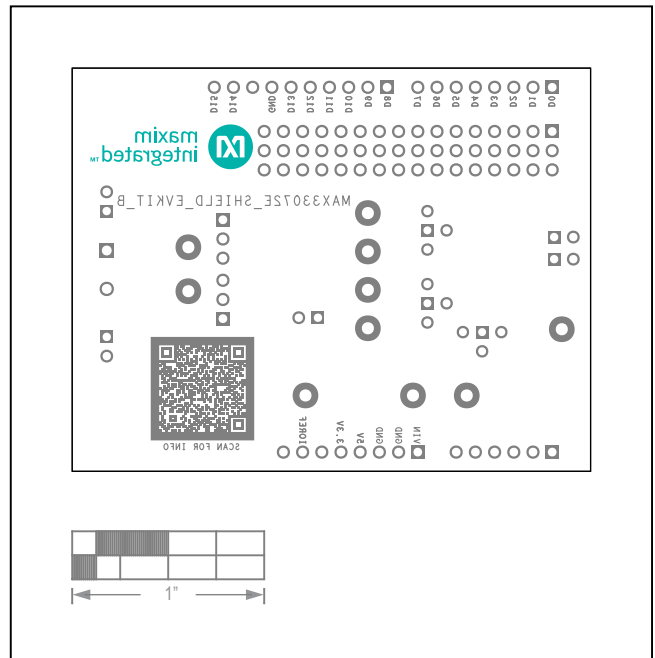 D15
D14
GND
D13
D12
D11
D10
D9
D8
D7
D6
D5
D4
D3
D2
D1
D0
maxim
integrated™
MAX33072E_SHIELD_EVKIT_B
SCAN FOR INFO
IOREF
3.3V
5V
GND
GND
VIN
1"